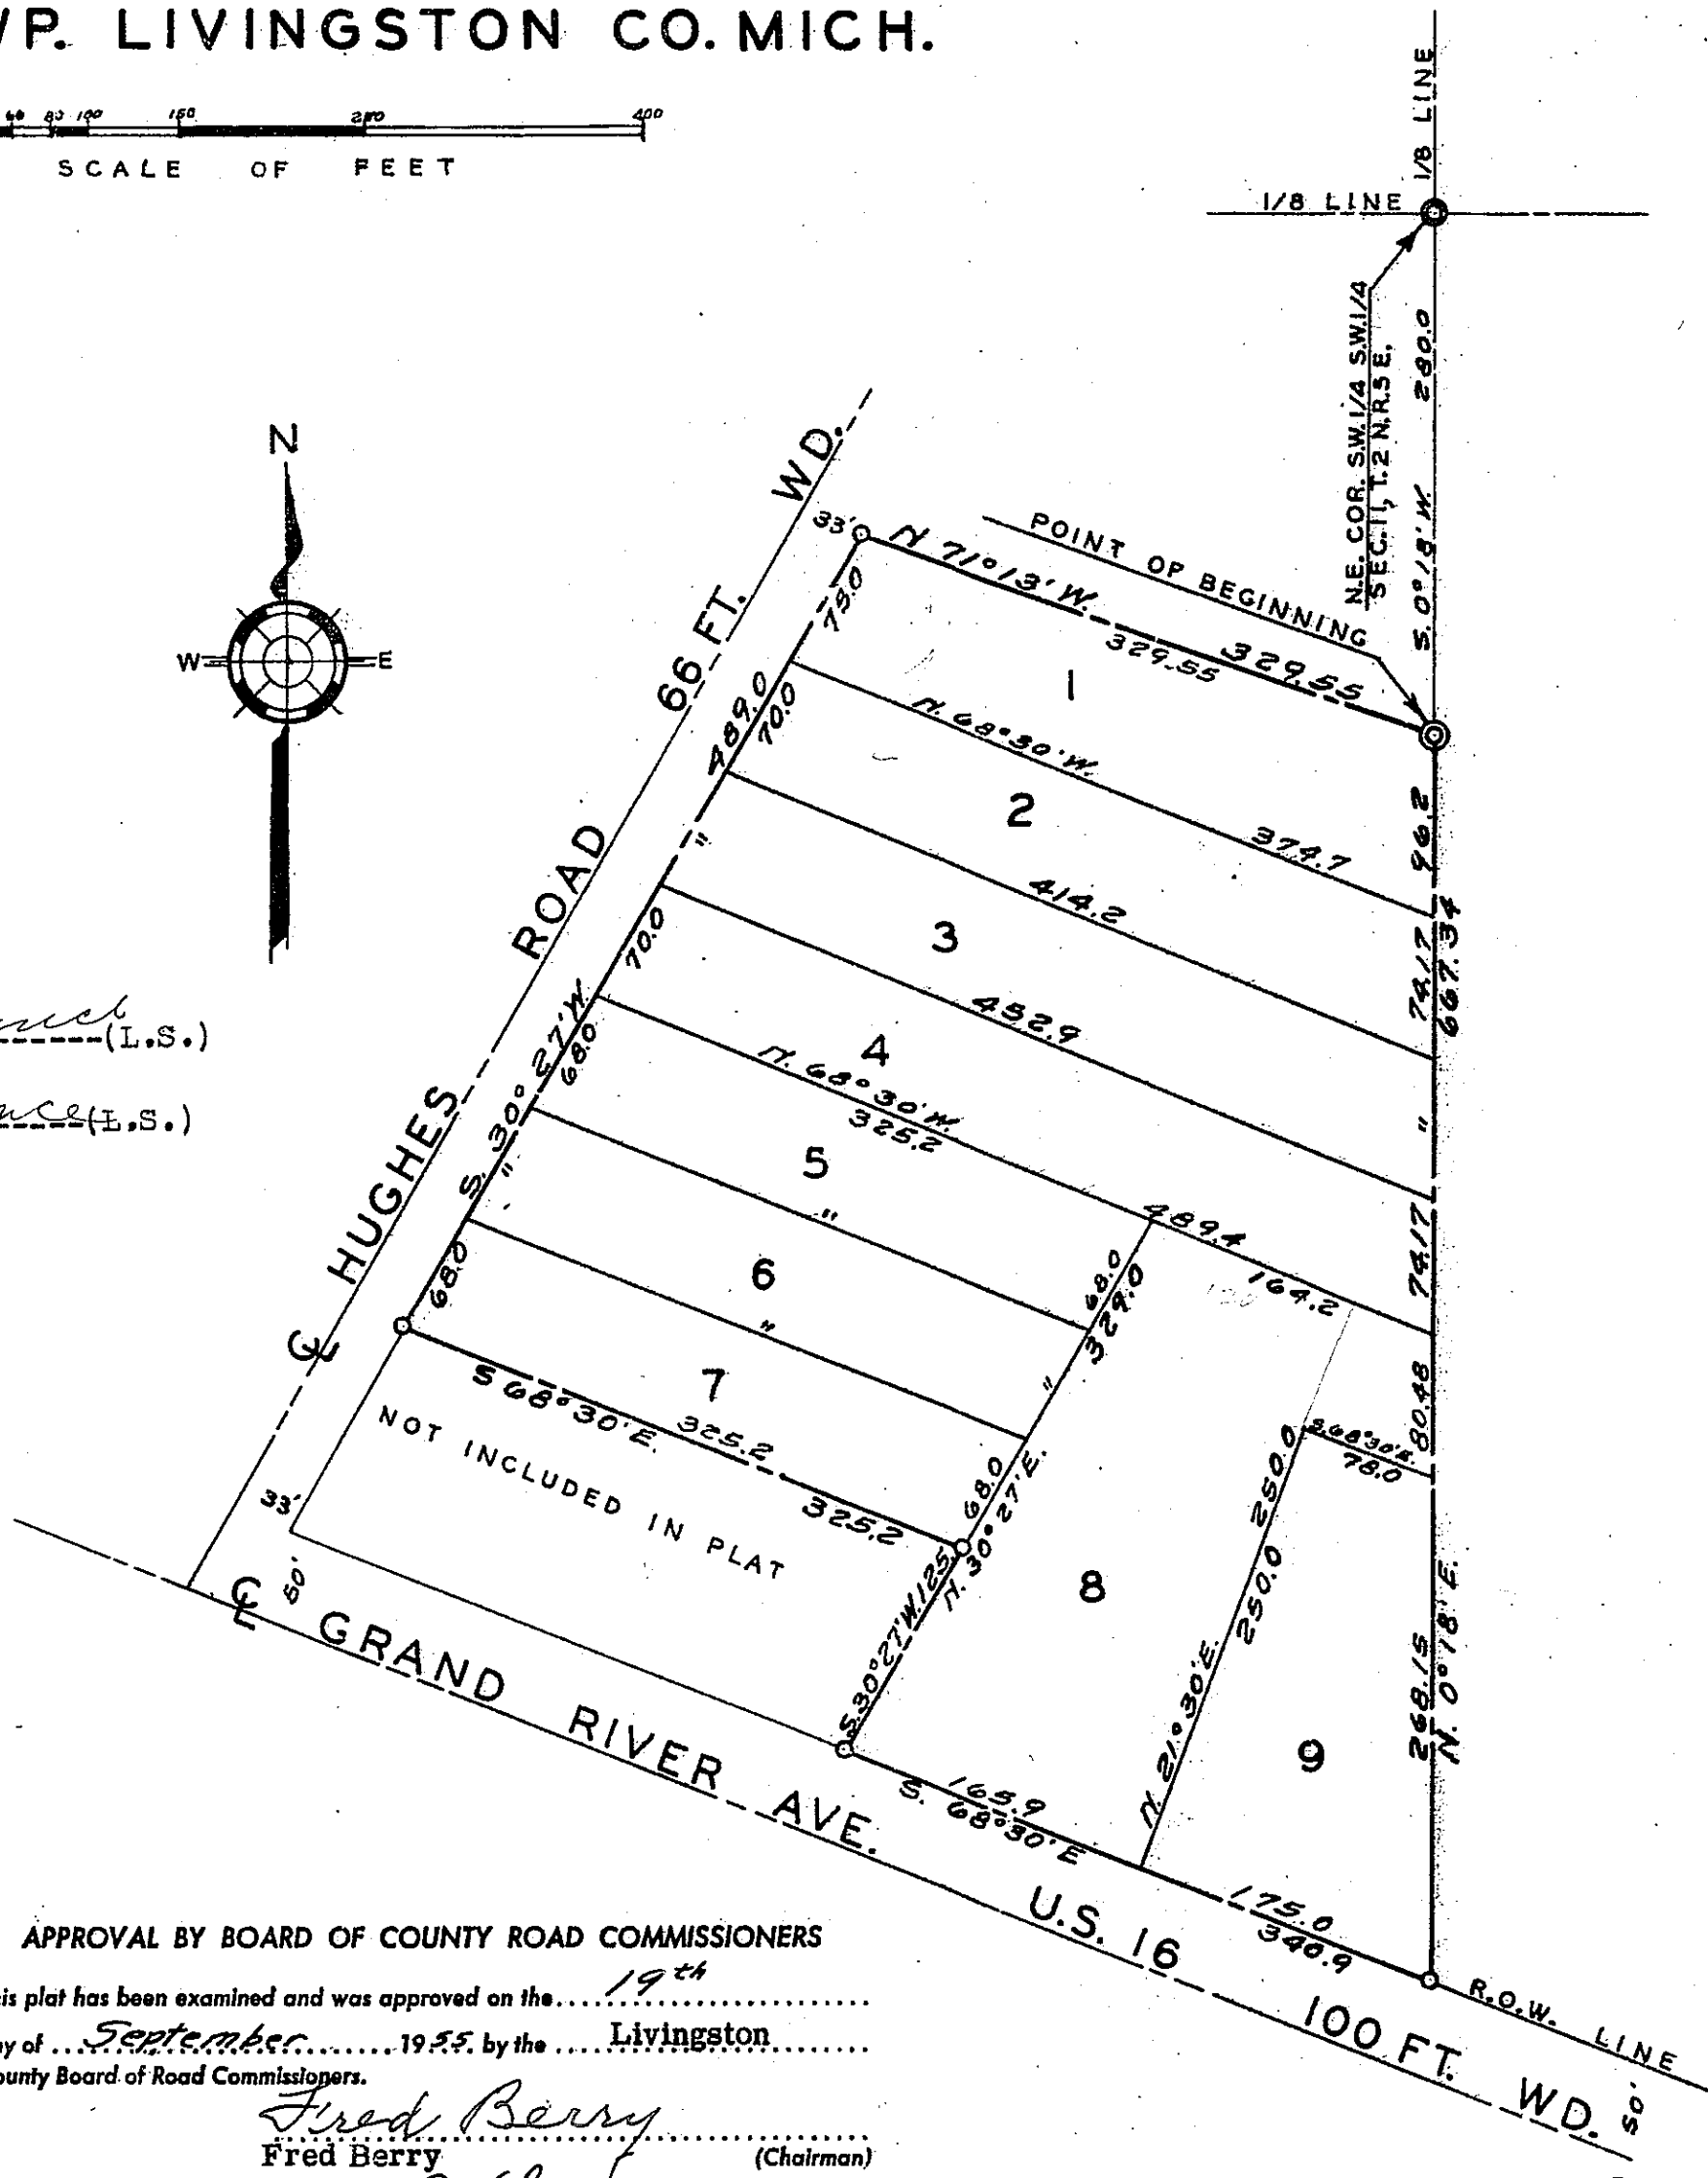 P. LIVINGSTON CO. MICH.
60 80 100 150 200 400
SCALE OF FEET
1/8 LINE
1/8 LINE
N.E. COR. S.W.1/4 S.W.1/4
SEC. 11, T. 2 N. R. 5 E.
S. 0°18' W. 280.0
N
W E
WD.
33'
N 71°13' W. 329.55
329.55
POINT OF BEGINNING
75.0
66 FT.
1
489.0
70.0
N. 68°30' W. 374.7
96.2
2
"
414.2
74.17
667.34
ROAD
3
70.0
452.9
"
(L.S.)
S. 30°27' W.
68.0
4
N. 68°30' W. 489.4
325.2
164.2
74.17
(L.S.)
HUGHES
"
5
"
68.0
329.0
68.0
6
"
"
80.48
CL
7
S 68°30' E. 325.2
325.2
S. 68°30' E.
78.0
NOT INCLUDED IN PLAT
68.0
N. 30°27' E.
250.0
250.0
33'
50'
S. 30°27' W. 125.
8
N. 21°30' E.
268.15
N. 0°18' E.
9
CL GRAND RIVER AVE. U.S. 16 100 FT. WD.
165.9
S. 68°30' E
175.0
340.9
R.O.W. LINE
50'
APPROVAL BY BOARD OF COUNTY ROAD COMMISSIONERS
is plat has been examined and was approved on the 19th
y of September 1955 by the Livingston
ounty Board of Road Commissioners.
Fred Berry
Fred Berry (Chairman)